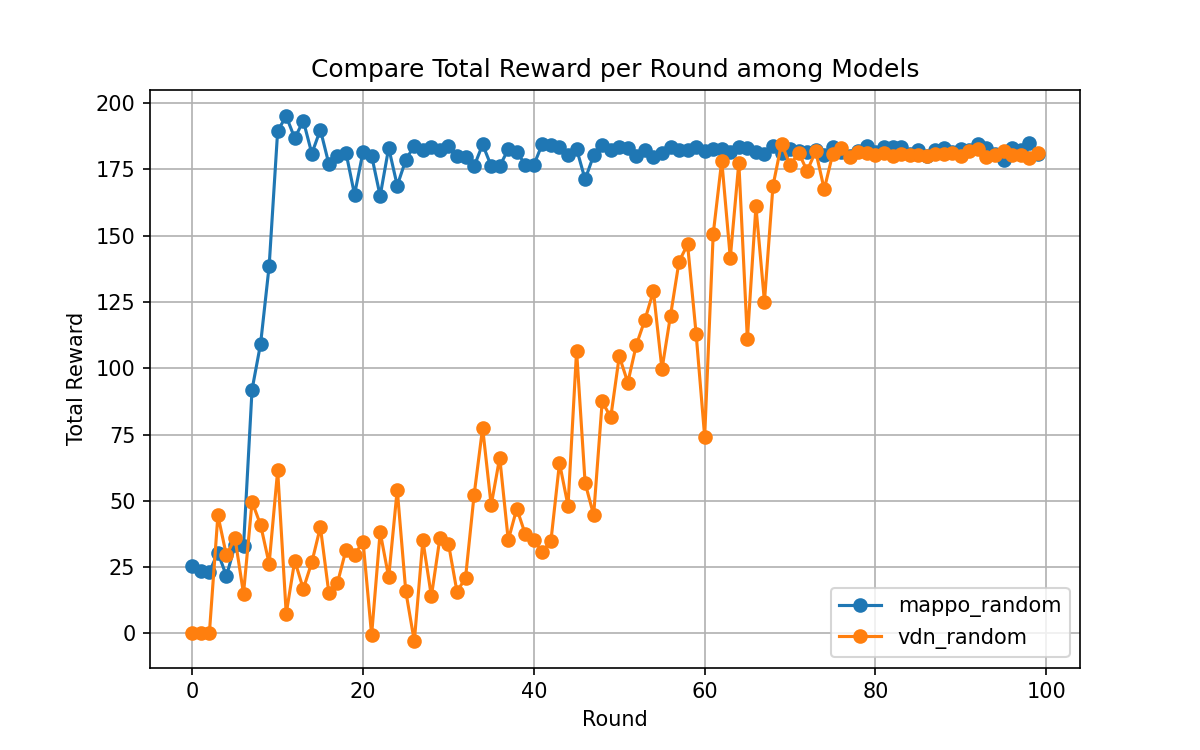 Compare Total Reward per Round among Models
200
175
150
125
100
75
50
25
0
Total Reward
0 20 40 60 80 100
Round
mappo_random
vdn_random